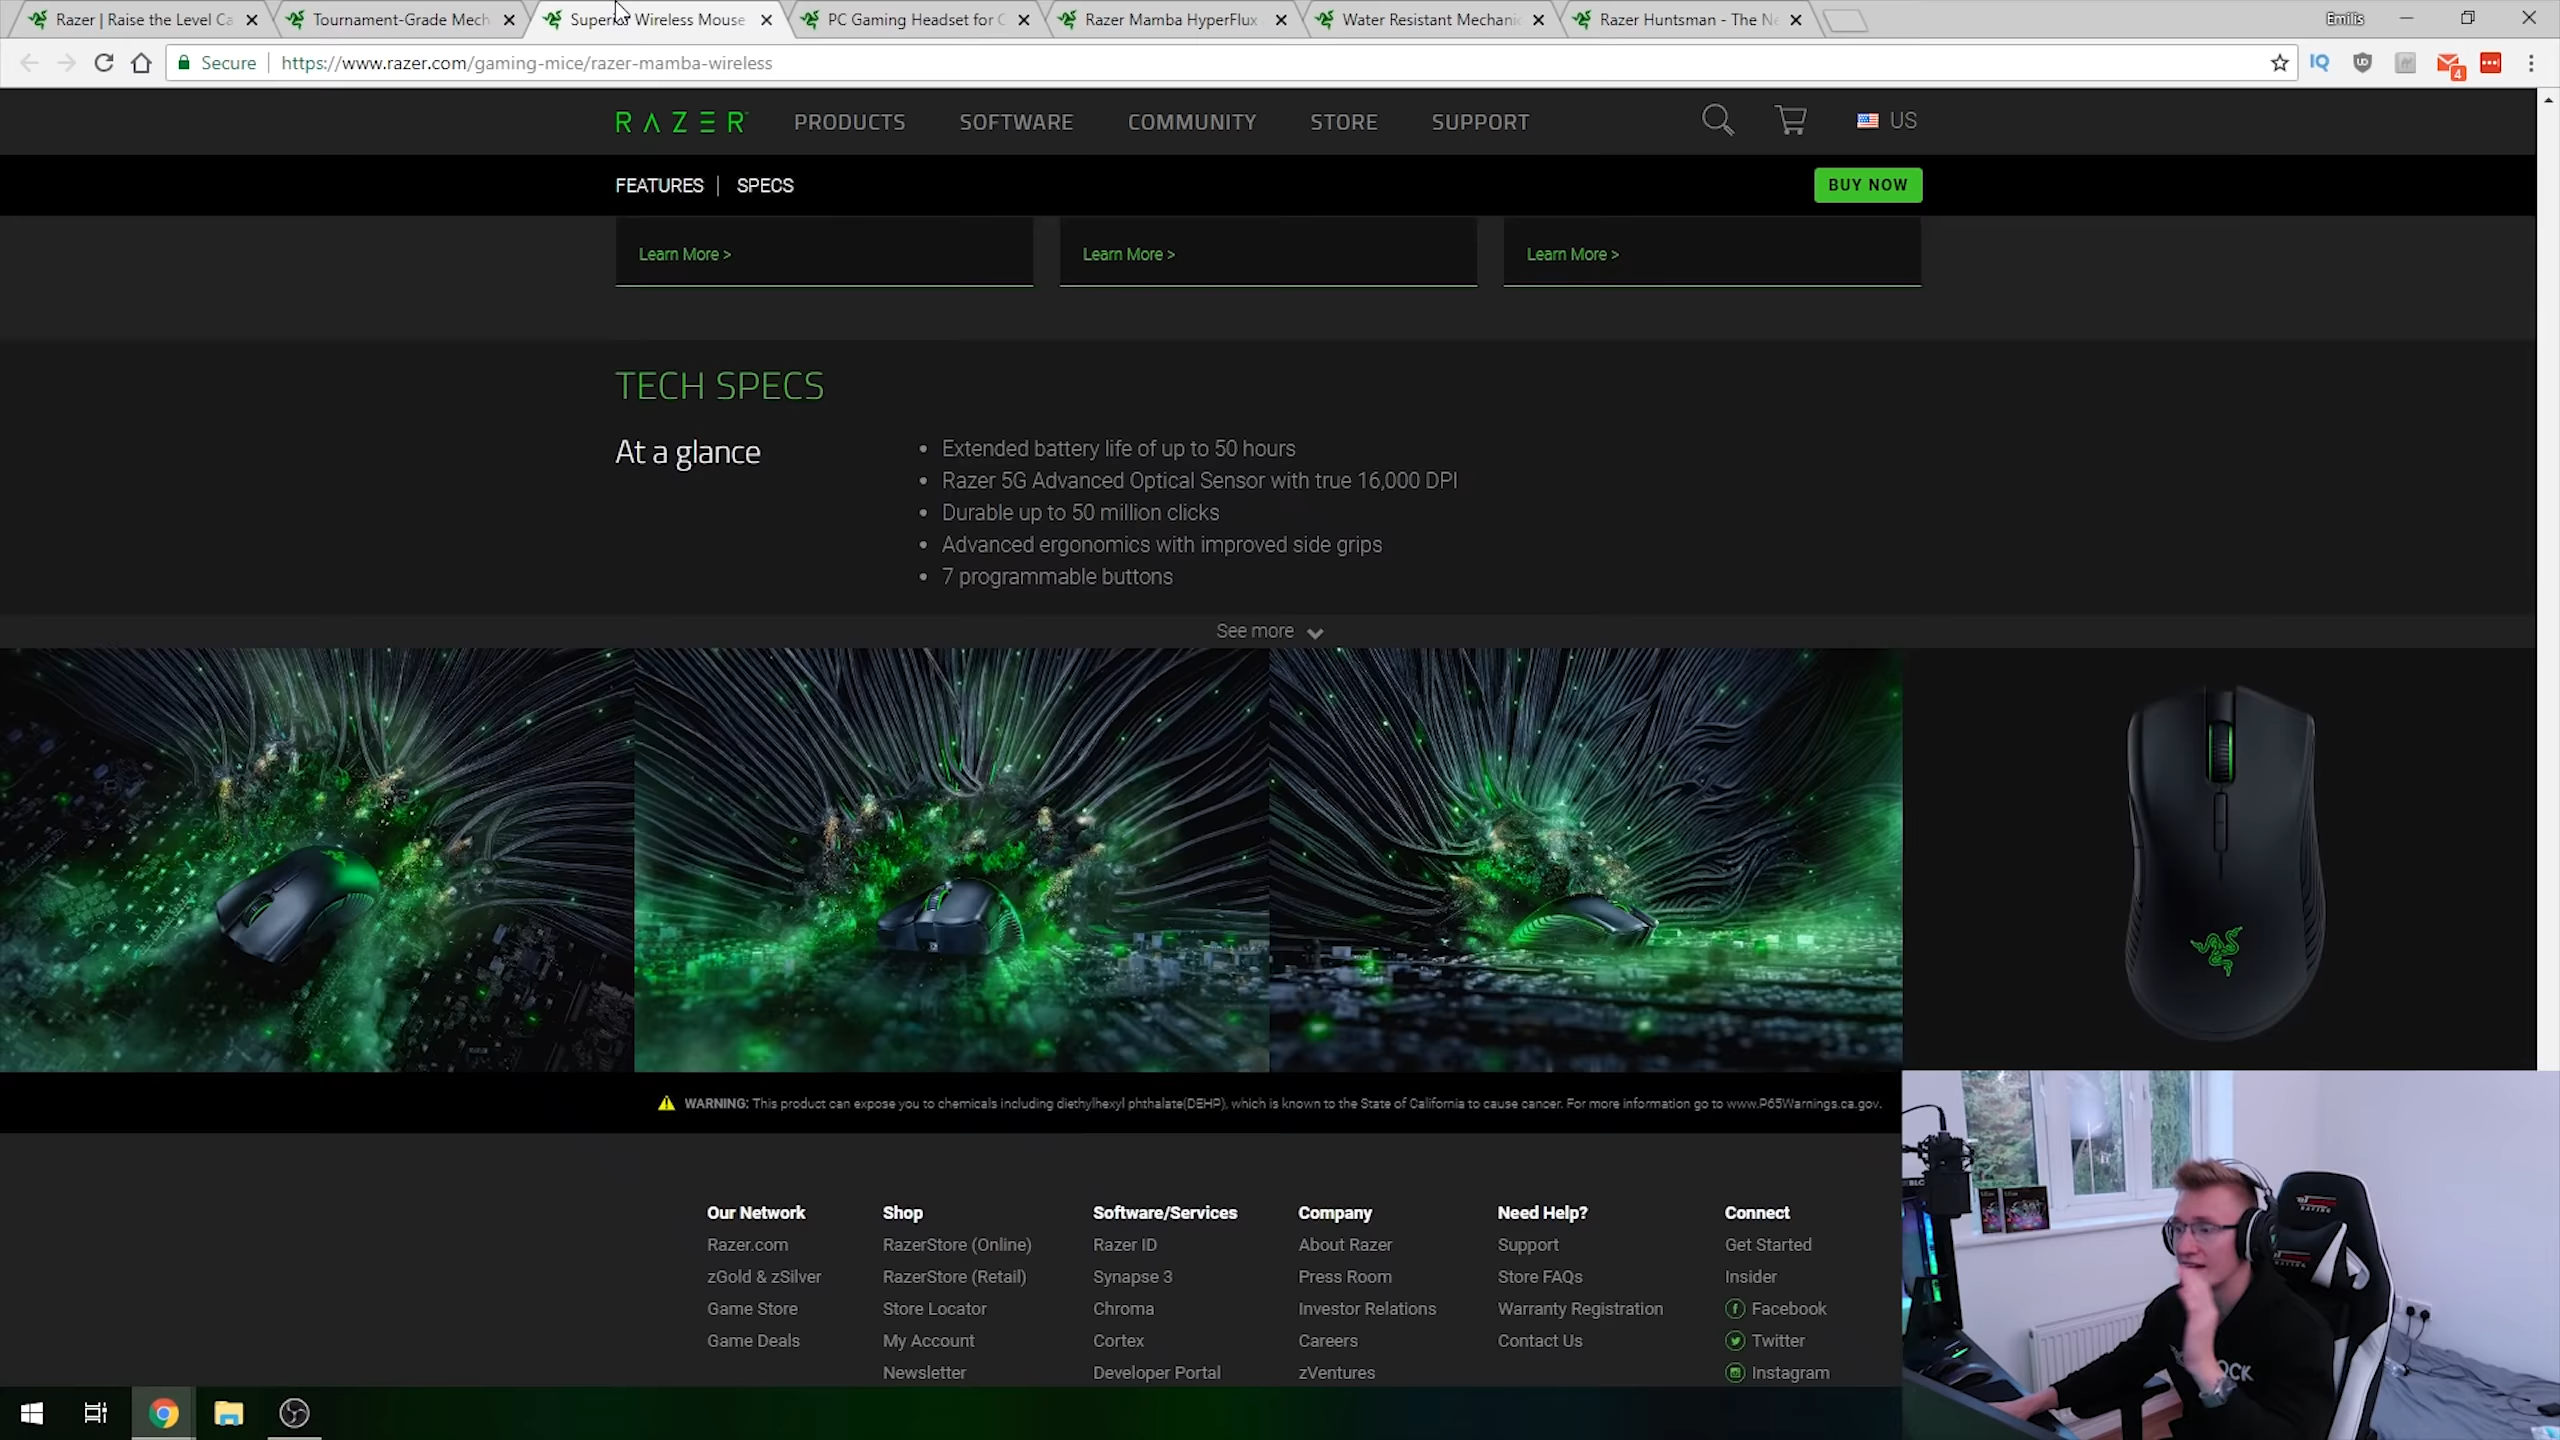 Razer | Raise the Level Ca
Tournament-Grade Mech
Superior Wireless Mouse
PC Gaming Headset for C
Razer Mamba HyperFlux
Water Resistant Mechanic
Razer Huntsman - The Ne
Emilis
Secure
https://www.razer.com/gaming-mice/razer-mamba-wireless
IQ
4
RAZER
PRODUCTS
SOFTWARE
COMMUNITY
STORE
SUPPORT
US
FEATURES | SPECS
BUY NOW
Learn More >
Learn More >
Learn More >
TECH SPECS
At a glance
• Extended battery life of up to 50 hours
• Razer 5G Advanced Optical Sensor with true 16,000 DPI
• Durable up to 50 million clicks
• Advanced ergonomics with improved side grips
• 7 programmable buttons
See more
WARNING: This product can expose you to chemicals including diethylhexyl phthalate(DEHP), which is known to the State of California to cause cancer. For more information go to www.P65Warnings.ca.gov.
Our Network
Razer.com
zGold & zSilver
Game Store
Game Deals
Shop
RazerStore (Online)
RazerStore (Retail)
Store Locator
My Account
Newsletter
Software/Services
Razer ID
Synapse 3
Chroma
Cortex
Developer Portal
Company
About Razer
Press Room
Investor Relations
Careers
zVentures
Need Help?
Support
Store FAQs
Warranty Registration
Contact Us
Connect
Get Started
Insider
Facebook
Twitter
Instagram